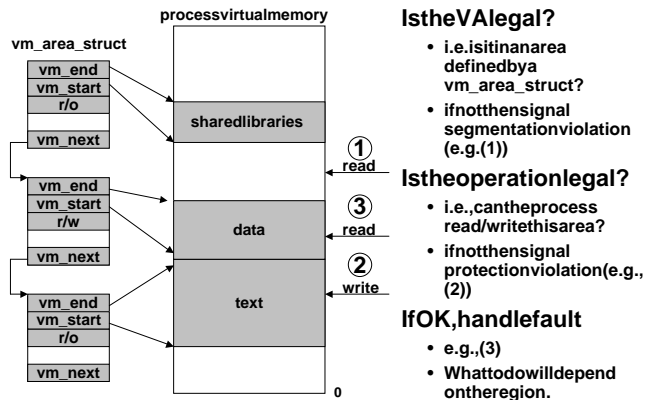 processvirtualmemory
vm_area_struct
vm_end
vm_start
r/o
vm_next
vm_end
vm_start
r/w
vm_next
vm_end
vm_start
r/o
vm_next
sharedlibraries
data
text
1
read
3
read
2
write
0
IstheVAlegal?
• i.e.isitinanarea
definedbya
vm_area_struct?
• ifnotthensignal
segmentationviolation
(e.g.(1))
Istheoperationlegal?
• i.e.,cantheprocess
read/writethisarea?
• ifnotthensignal
protectionviolation(e.g.,
(2))
IfOK,handlefault
• e.g.,(3)
• Whattodowilldepend
ontheregion.